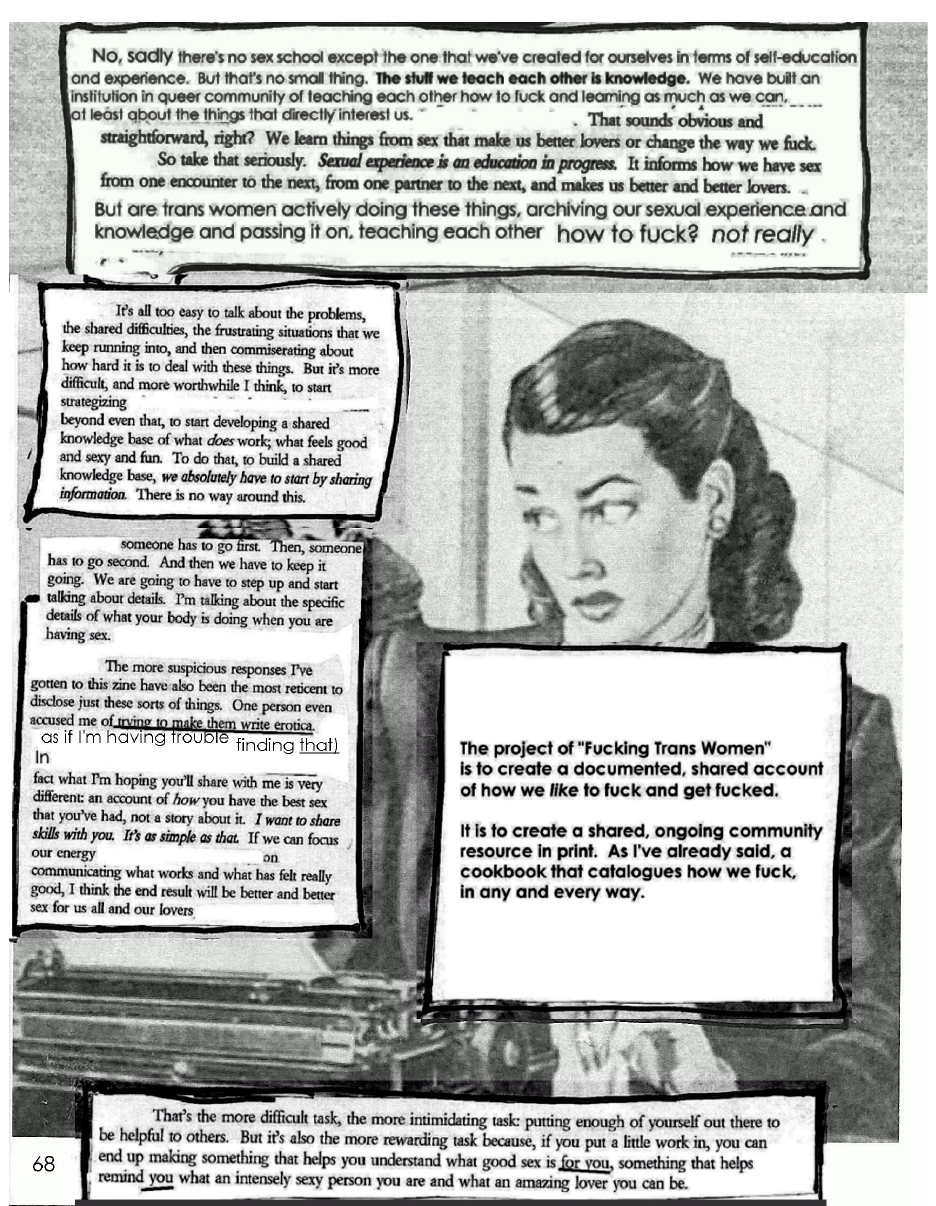 No, sadly there's no sex school except the one that we've created for ourselves in terms of self-education
and experience. But that's no small thing. The stuff we teach each other is knowledge. We have built an
institution in queer community of teaching each other how to fuck and learning as much as we can,
at least about the things that directly interest us.
. That sounds obvious and
straightforward, right? We learn things from sex that make us better lovers or change the way we fuck.
So take that seriously. Sexual experience is an education in progress. It informs how we have sex
from one encounter to the next, from one partner to the next, and makes us better and better lovers.
But are trans women actively doing these things, archiving our sexual experience and
knowledge and passing it on, teaching each other how to fuck? not really .
It's all too easy to talk about the problems,
the shared difficulties, the frustrating situations that we
keep running into, and then commiserating about
how hard it is to deal with these things. But it's more
difficult, and more worthwhile I think, to start
strategizing
beyond even that, to start developing a shared
knowledge base of what does work; what feels good
and sexy and fun. To do that, to build a shared
knowledge base, we absolutely have to start by sharing
information. There is no way around this.
someone has to go first. Then, someone
has to go second. And then we have to keep it
going. We are going to have to step up and start
talking about details. I'm talking about the specific
details of what your body is doing when you are
having sex.
The more suspicious responses I've
gotten to this zine have also been the most reticent to
disclose just these sorts of things. One person even
accused me of trying to make them write erotica.
as if I'm having trouble finding that)
In
fact what I'm hoping you'll share with me is very
different: an account of how you have the best sex
that you've had, not a story about it. I want to share
skills with you. It's as simple as that. If we can focus
our energy on
communicating what works and what has felt really
good, I think the end result will be better and better
sex for us all and our lovers
The project of "Fucking Trans Women"
is to create a documented, shared account
of how we like to fuck and get fucked.
It is to create a shared, ongoing community
resource in print. As I've already said, a
cookbook that catalogues how we fuck,
in any and every way.
That's the more difficult task, the more intimidating task: putting enough of yourself out there to
be helpful to others. But it's also the more rewarding task because, if you put a little work in, you can
end up making something that helps you understand what good sex is for you, something that helps
remind you what an intensely sexy person you are and what an amazing lover you can be.
68